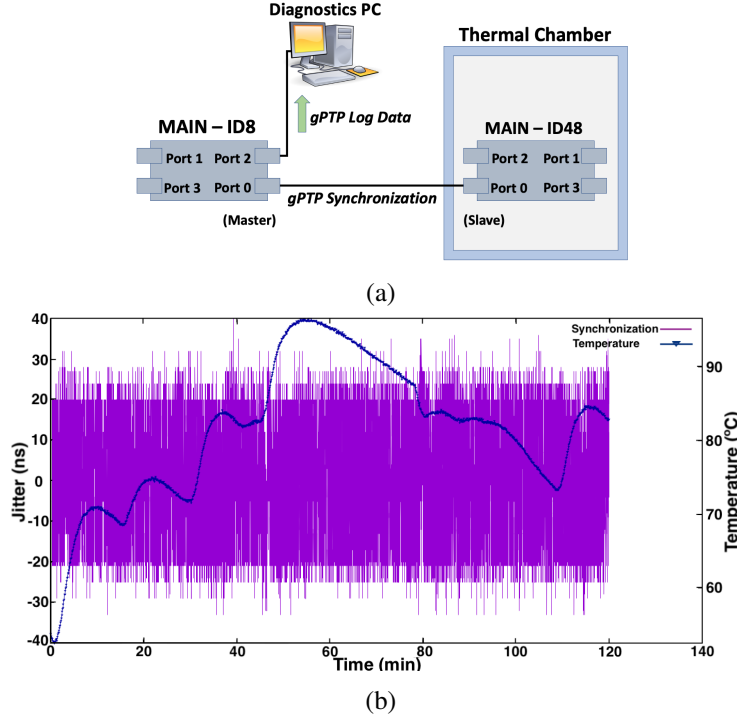 Diagnostics PC
Thermal Chamber
gPTP Log Data
MAIN – ID8
MAIN – ID48
Port 1 Port 2
Port 2 Port 1
Port 3 Port 0
Port 0 Port 3
gPTP Synchronization
(Master)
(Slave)
(a)
40
30
20
10
0
-10
-20
-30
-40
Jitter (ns)
Synchronization
Temperature
90
80
70
60
Temperature (ºC)
0 20 40 60 80 100 120 140
Time (min)
(b)